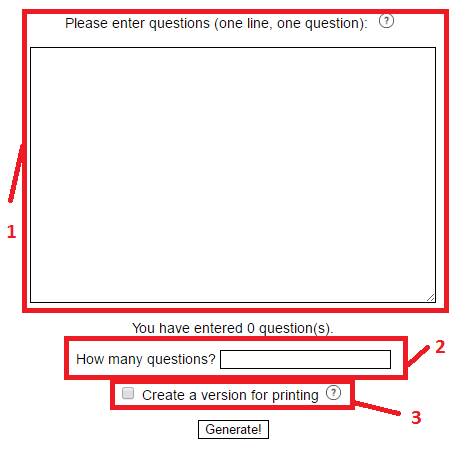 Please enter questions (one line, one question): ?
1
You have entered 0 question(s).
How many questions?
2
Create a version for printing ?
3
Generate!